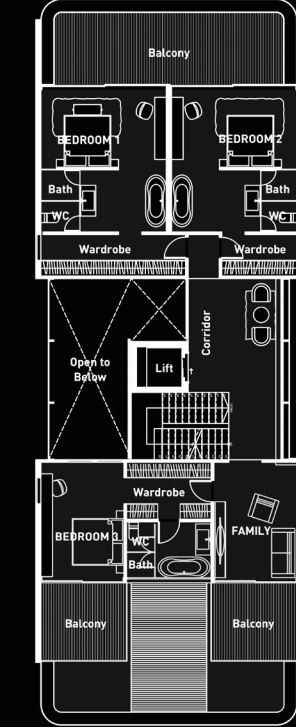 Balcony
BEDROOM 1
BEDROOM 2
Bath
Bath
WC
WC
Wardrobe
Wardrobe
Corridor
Open to
Below
Lift
Wardrobe
BEDROOM 3
WC
Bath
FAMILY
Balcony
Balcony